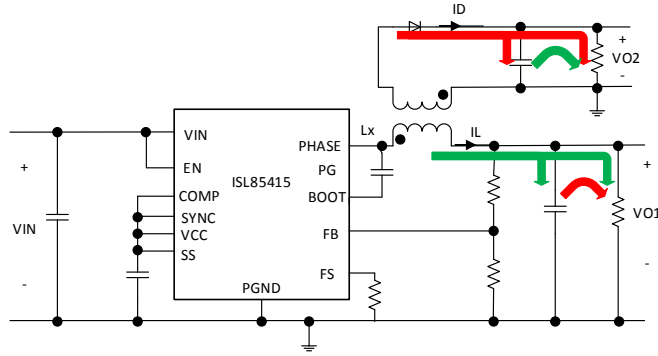 ID
+
VO2
-
VIN
EN
COMP
SYNC
VCC
SS
ISL85415
PGND
PHASE
PG
BOOT
FB
FS
Lx
IL
+
VIN
-
+
VO1
-